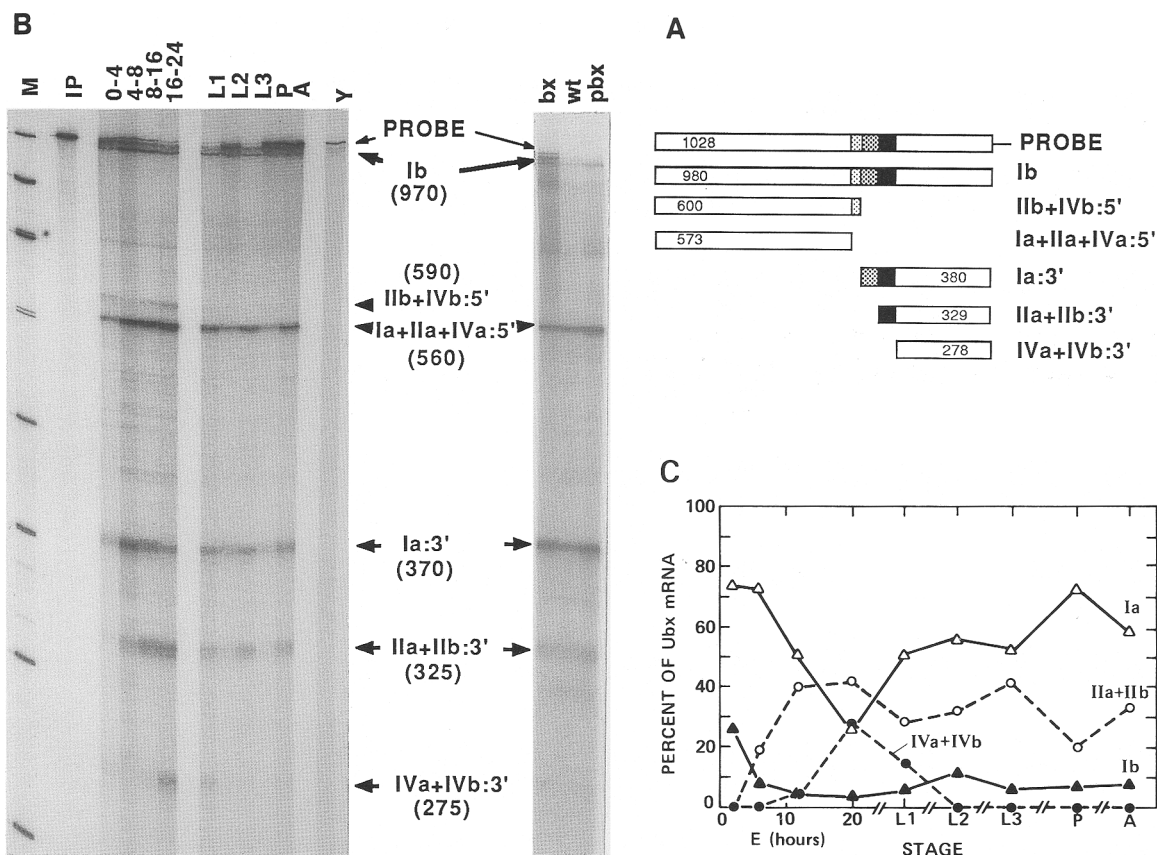 B
M
IP
0-4
4-8
8-16
16-24
L1
L2
L3
P
A
Y
bx
wt
pbx
PROBE
Ib
(970)
(590)
IIb+IVb:5'
Ia+IIa+IVa:5'
(560)
Ia:3'
(370)
IIa+IIb:3'
(325)
IVa+IVb:3'
(275)
A
1028 PROBE
980 Ib
600 IIb+IVb:5'
573 Ia+IIa+IVa:5'
380 Ia:3'
329 IIa+IIb:3'
278 IVa+IVb:3'
C
PERCENT OF Ubx mRNA
100
80
60
40
20
0
Ia
IIa+IIb
IVa+IVb
Ib
0 10 20 L1 L2 L3 P A
E (hours)
STAGE